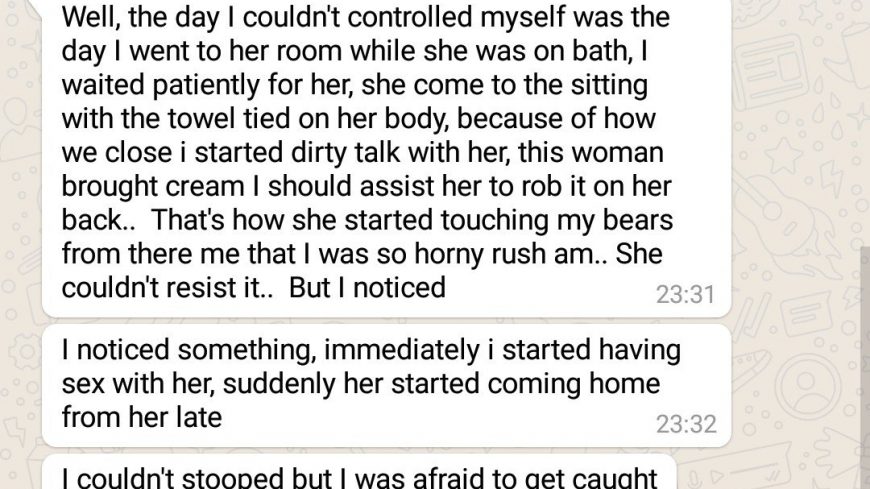 Well, the day I couldn't controlled myself was the
day I went to her room while she was on bath, I
waited patiently for her, she come to the sitting
with the towel tied on her body, because of how
we close i started dirty talk with her, this woman
brought cream I should assist her to rob it on her
back..  That's how she started touching my bears
from there me that I was so horny rush am.. She
couldn't resist it..  But I noticed
23:31
I noticed something, immediately i started having
sex with her, suddenly her started coming home
from her late
23:32
I couldn't stooped but I was afraid to get caught